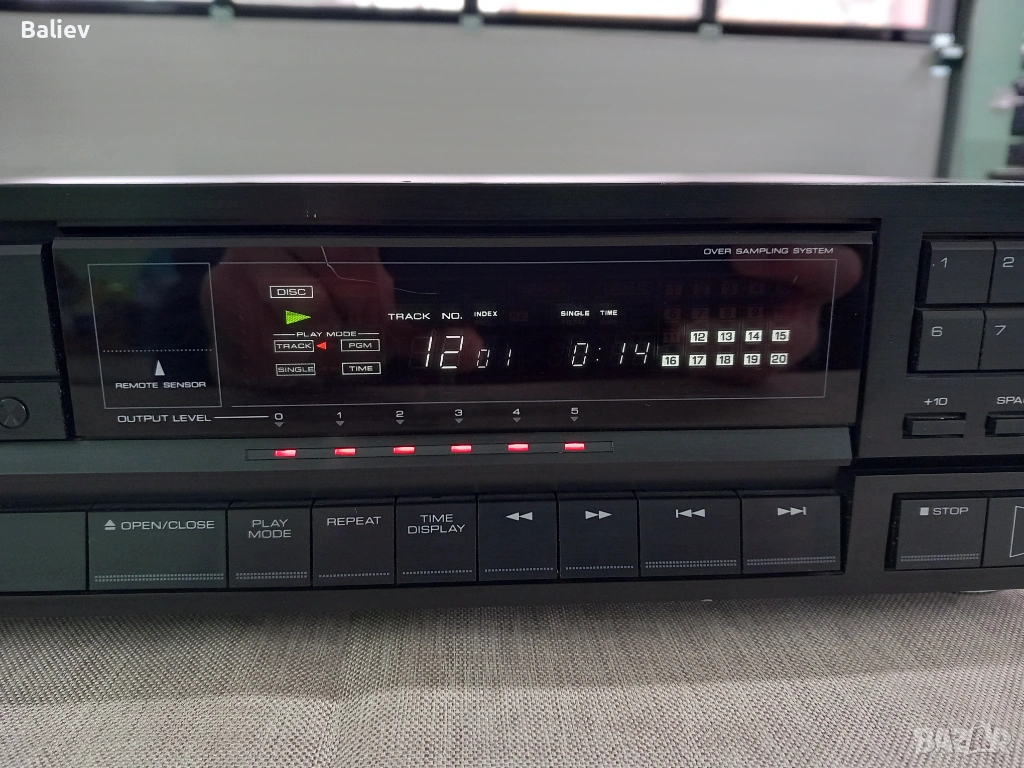 Baliev
OVER SAMPLING SYSTEM
DISC
TRACK NO. INDEX SINGLE TIME
PLAY MODE
TRACK PGM
SINGLE TIME
12 01 0:14
12 13 14 15
16 17 18 19 20
REMOTE SENSOR
OUTPUT LEVEL 0 1 2 3 4 5
1 2
6 7
+10
OPEN/CLOSE
PLAY MODE
REPEAT
TIME DISPLAY
STOP
BAZAR